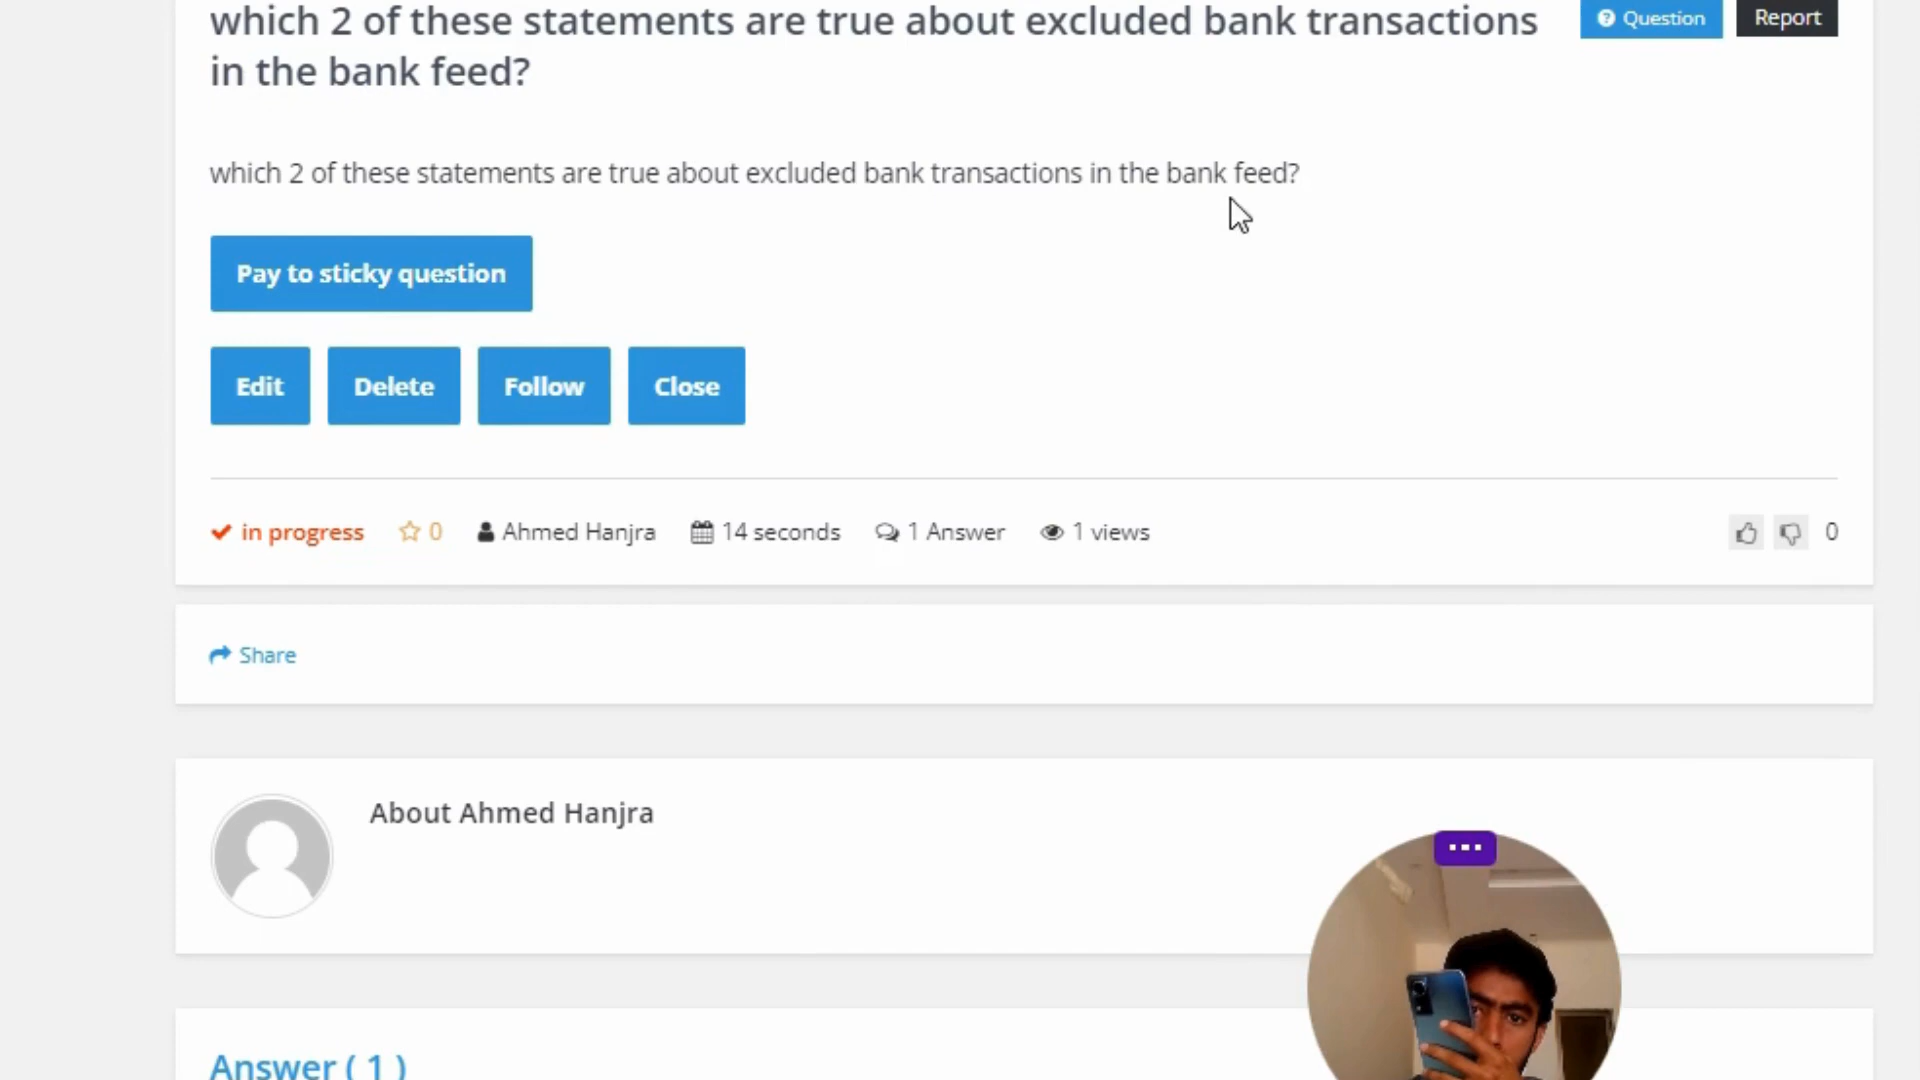 which 2 of these statements are true about excluded bank transactions
in the bank feed?
Question
Report
which 2 of these statements are true about excluded bank transactions in the bank feed?
Pay to sticky question
Edit
Delete
Follow
Close
in progress
0
Ahmed Hanjra
14 seconds
1 Answer
1 views
0
Share
About Ahmed Hanjra
Answer ( 1 )